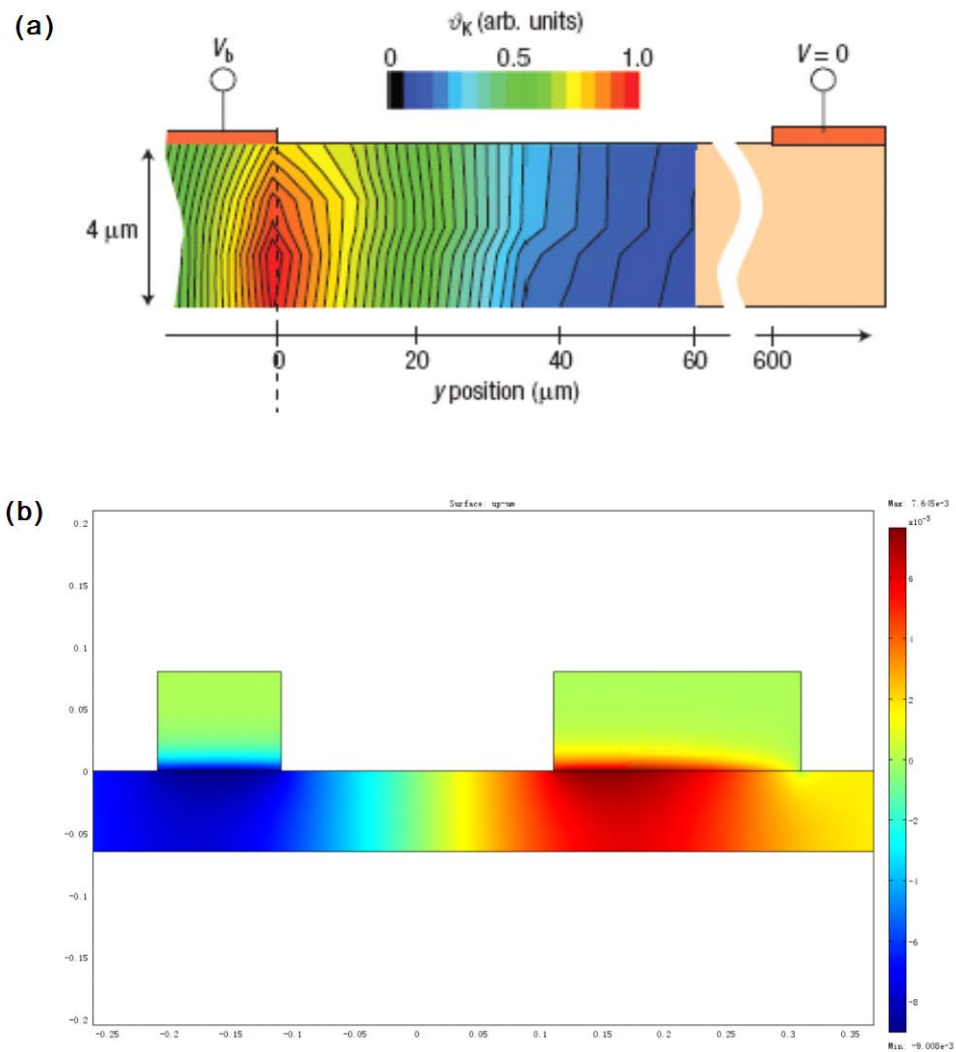 (a)
ϑK (arb. units)
Vb
0 0.5 1.0
V = 0
4 μm
0 20 40 60 600
y position (μm)
(b)
Surface: up-um
Max: 7.645e-3
×10⁻³
0.2
0.15
0.1
0.05
0
-0.05
-0.1
-0.15
-0.2
6
4
2
0
-2
-4
-6
-8
-0.25 -0.2 -0.15 -0.1 -0.05 0 0.05 0.1 0.15 0.2 0.25 0.3 0.35
Min: -9.008e-3